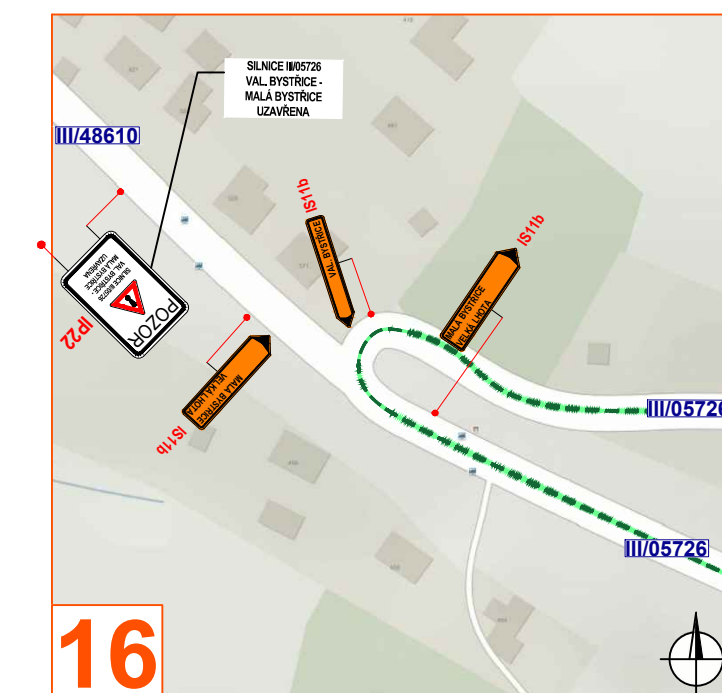 SILNICE III/05726
VAL. BYSTŘICE -
MALÁ BYSTŘICE
UZAVŘENA
III/48610
IS11b
VAL. BYSTŘICE
IS11b
MALÁ BYSTŘICE
VELKÁ LHOTA
SILNICE III/05726
VAL. BYSTŘICE -
MALÁ BYSTŘICE
UZAVŘENA
POZOR
IP22
MALÁ BYSTŘICE
VELKÁ LHOTA
IS11b
III/05726
III/05726
16